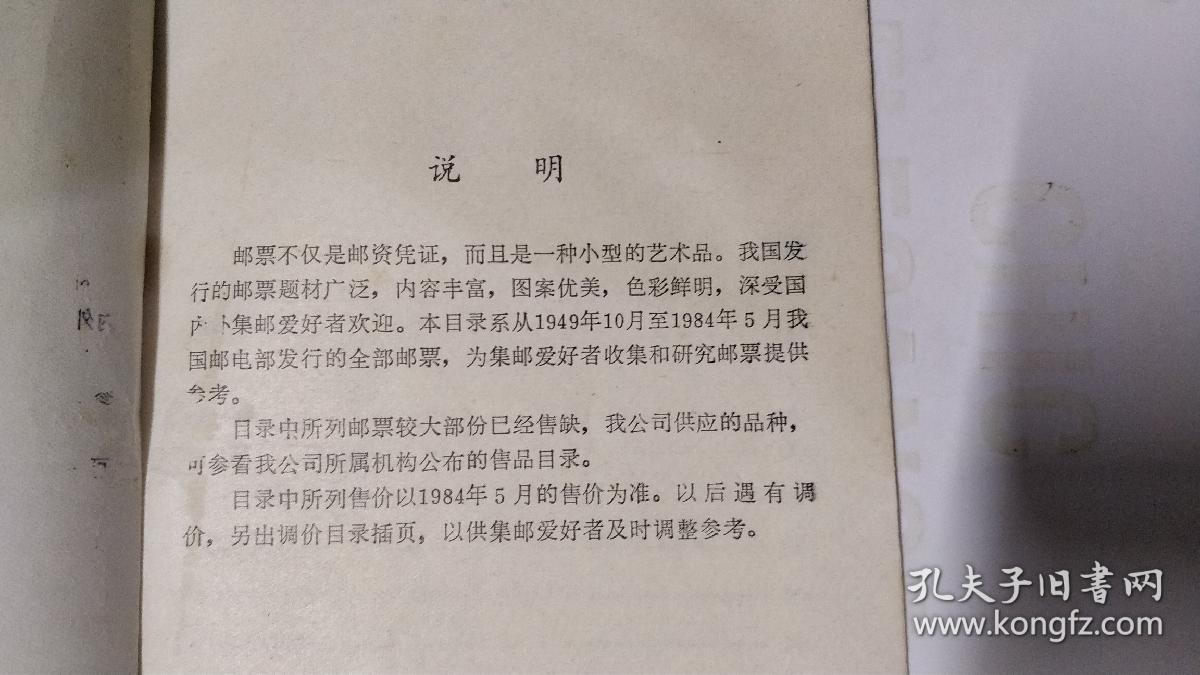 说 明
邮票不仅是邮资凭证，而且是一种小型的艺术品。我国发
行的邮票题材广泛，内容丰富，图案优美，色彩鲜明，深受国
内外集邮爱好者欢迎。本目录系从1949年10月至1984年5月我
国邮电部发行的全部邮票，为集邮爱好者收集和研究邮票提供
参考。
目录中所列邮票较大部份已经售缺，我公司供应的品种，
可参看我公司所属机构公布的售品目录。
目录中所列售价以1984年5月的售价为准。以后遇有调
价，另出调价目录插页，以供集邮爱好者及时调整参考。
孔夫子旧书网
www.kongfz.com